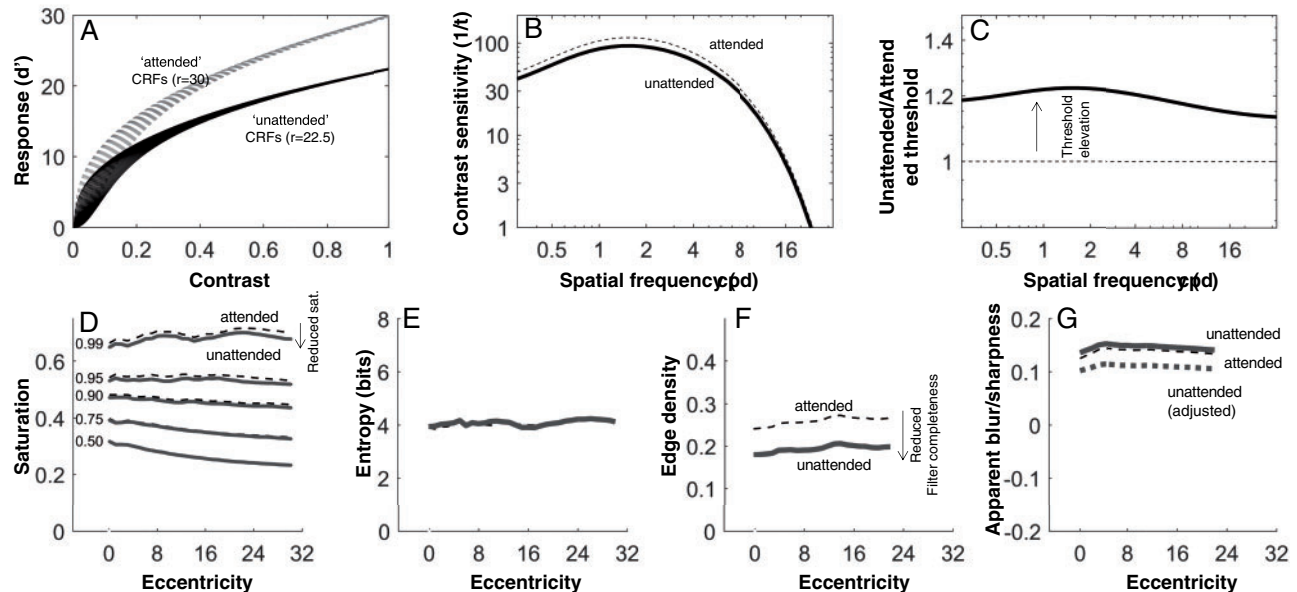 A
Response (d')
30
20
10
0
'attended'
CRFs (r=30)
'unattended'
CRFs (r=22.5)
0 0.2 0.4 0.6 0.8 1
Contrast
B
Contrast sensitivity (1/t)
100
30
10
3
1
attended
unattended
0.5 1 2 4 8 16
Spatial frequency (cpd)
C
Unattended/Attend
ed threshold
1.4
1.2
1
Threshold
elevation
0.5 1 2 4 8 16
Spatial frequency (cpd)
D
Saturation
0.6
0.4
0.2
0
0.99
0.95
0.90
0.75
0.50
attended
unattended
Reduced sat.
0 8 16 24 32
Eccentricity
E
Entropy (bits)
8
6
4
2
0
0 8 16 24 32
Eccentricity
F
Edge density
0.4
0.3
0.2
0.1
0
attended
unattended
Reduced
Filter completeness
0 8 16 24 32
Eccentricity
G
Apparent blur/sharpness
0.2
0.1
0
-0.1
-0.2
unattended
attended
unattended
(adjusted)
0 8 16 24 32
Eccentricity